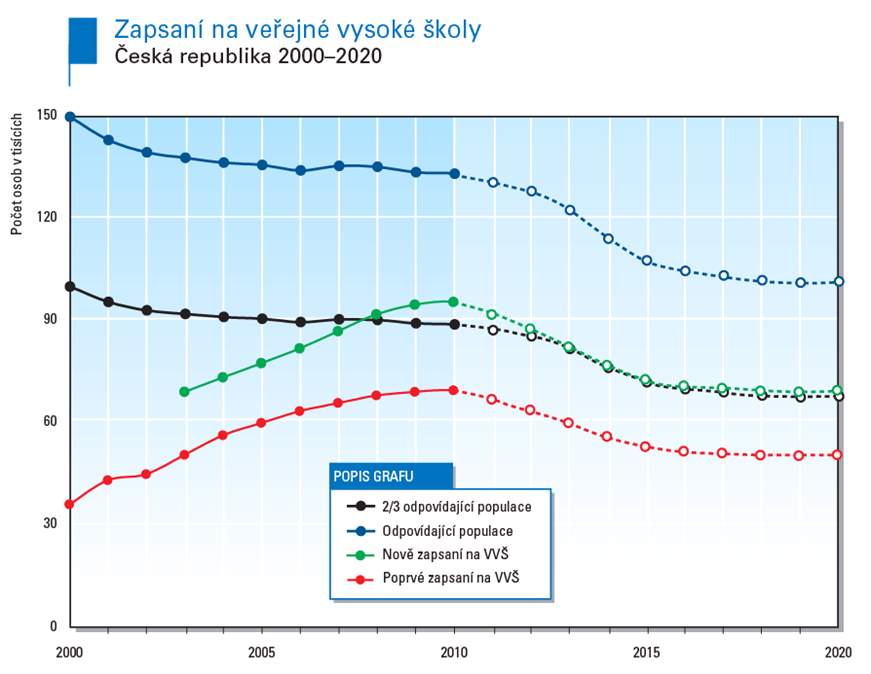 Zapsaní na veřejné vysoké školy
Česká republika 2000–2020
Počet osob v tisících
150
120
90
60
30
0
POPIS GRAFU
2/3 odpovídající populace
Odpovídající populace
Nově zapsaní na VVŠ
Poprvé zapsaní na VVŠ
2000 2005 2010 2015 2020